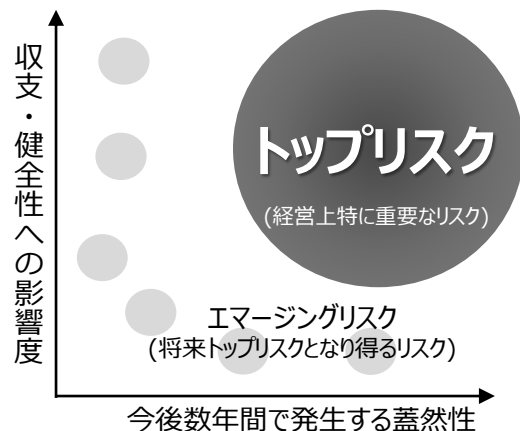 収支・健全性への影響度
トップリスク
(経営上特に重要なリスク)
エマージングリスク
(将来トップリスクとなり得るリスク)
今後数年間で発生する蓋然性